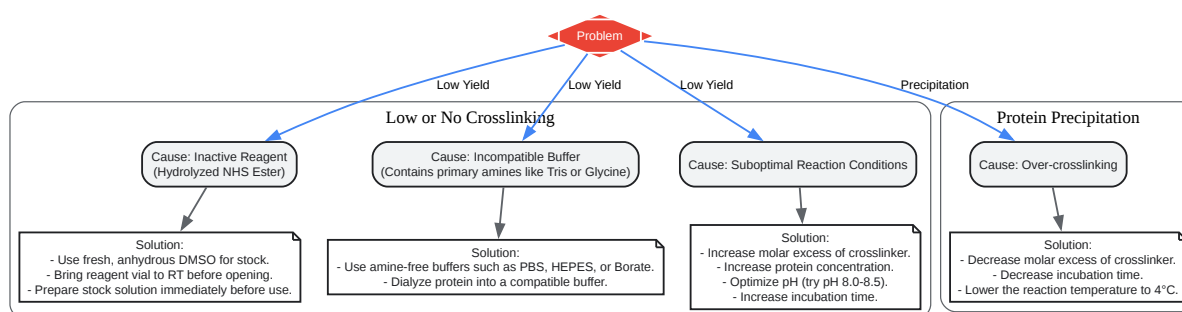 Problem
Low Yield
Low Yield
Low Yield
Precipitation
Low or No Crosslinking
Protein Precipitation
Cause: Inactive Reagent
(Hydrolyzed NHS Ester)
Cause: Incompatible Buffer
(Contains primary amines like Tris or Glycine)
Cause: Suboptimal Reaction Conditions
Cause: Over-crosslinking
Solution:
- Use fresh, anhydrous DMSO for stock.
- Bring reagent vial to RT before opening.
- Prepare stock solution immediately before use.
Solution:
- Use amine-free buffers such as PBS, HEPES, or Borate.
- Dialyze protein into a compatible buffer.
Solution:
- Increase molar excess of crosslinker.
- Increase protein concentration.
- Optimize pH (try pH 8.0-8.5).
- Increase incubation time.
Solution:
- Decrease molar excess of crosslinker.
- Decrease incubation time.
- Lower the reaction temperature to 4°C.